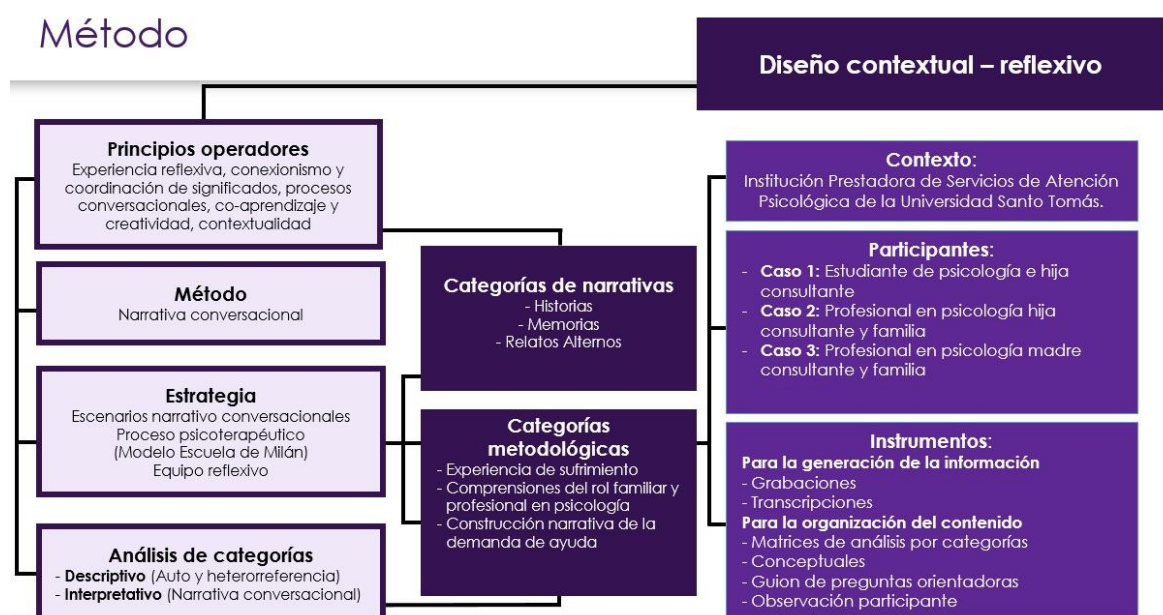 Método
Diseño contextual – reflexivo
Principios operadores
Experiencia reflexiva, conexionismo y
coordinación de significados, procesos
conversacionales, co-aprendizaje y
creatividad, contextualidad
Método
Narrativa conversacional
Estrategia
Escenarios narrativo conversacionales
Proceso psicoterapéutico
(Modelo Escuela de Milán)
Equipo reflexivo
Análisis de categorías
- Descriptivo (Auto y heterorreferencia)
- Interpretativo (Narrativa conversacional)
Categorías de narrativas
- Historias
- Memorias
- Relatos Alternos
Categorías
metodológicas
- Experiencia de sufrimiento
- Comprensiones del rol familiar y
profesional en psicología
- Construcción narrativa de la
demanda de ayuda
Contexto:
Institución Prestadora de Servicios de Atención
Psicológica de la Universidad Santo Tomás.
Participantes:
- Caso 1: Estudiante de psicología e hija
consultante
- Caso 2: Profesional en psicología hija
consultante y familia
- Caso 3: Profesional en psicología madre
consultante y familia
Instrumentos:
Para la generación de la información
- Grabaciones
- Transcripciones
Para la organización del contenido
- Matrices de análisis por categorías
- Conceptuales
- Guion de preguntas orientadoras
- Observación participante